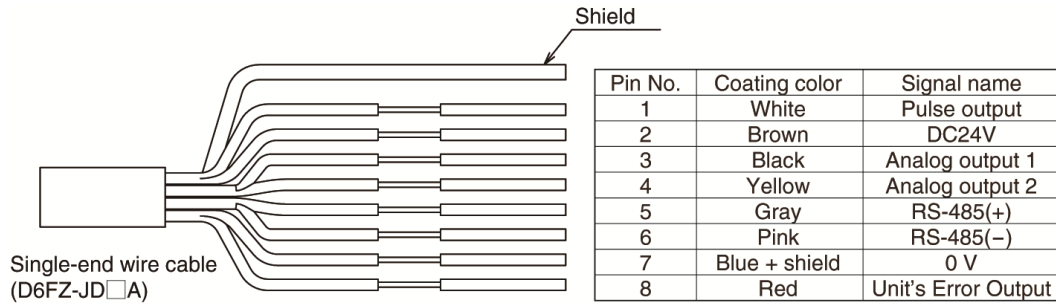 Shield
Pin No. Coating color Signal name
1 White Pulse output
2 Brown DC24V
3 Black Analog output 1
4 Yellow Analog output 2
5 Gray RS-485(+)
6 Pink RS-485(−)
7 Blue + shield 0 V
8 Red Unit's Error Output
Single-end wire cable
(D6FZ-JD□A)